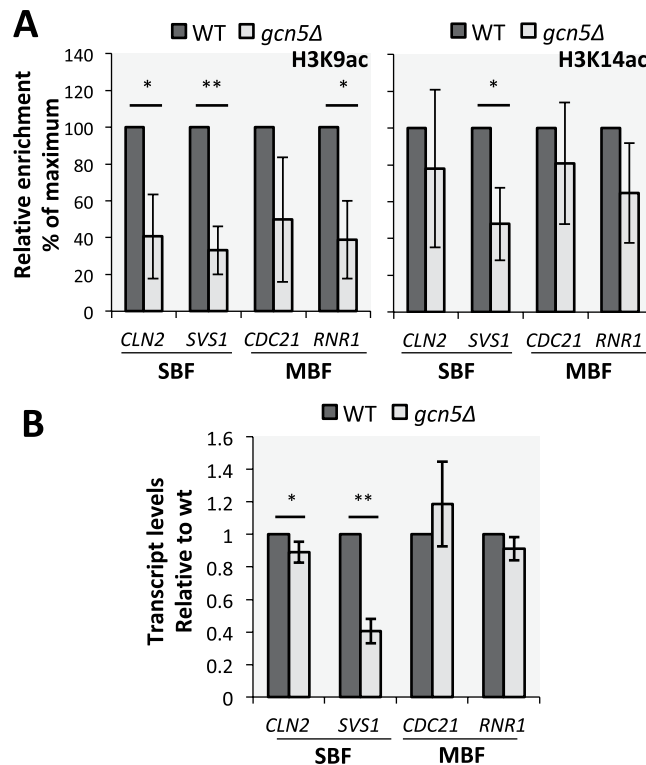 A
WT gcn5Δ
WT gcn5Δ
H3K9ac
H3K14ac
Relative enrichment
% of maximum
140
120
100
80
60
40
20
0
*
**
*
*
CLN2 SVS1 CDC21 RNR1
SBF MBF
CLN2 SVS1 CDC21 RNR1
SBF MBF
B
WT gcn5Δ
Transcript levels
Relative to wt
1.6
1.4
1.2
1
0.8
0.6
0.4
0.2
0
*
**
CLN2 SVS1 CDC21 RNR1
SBF MBF